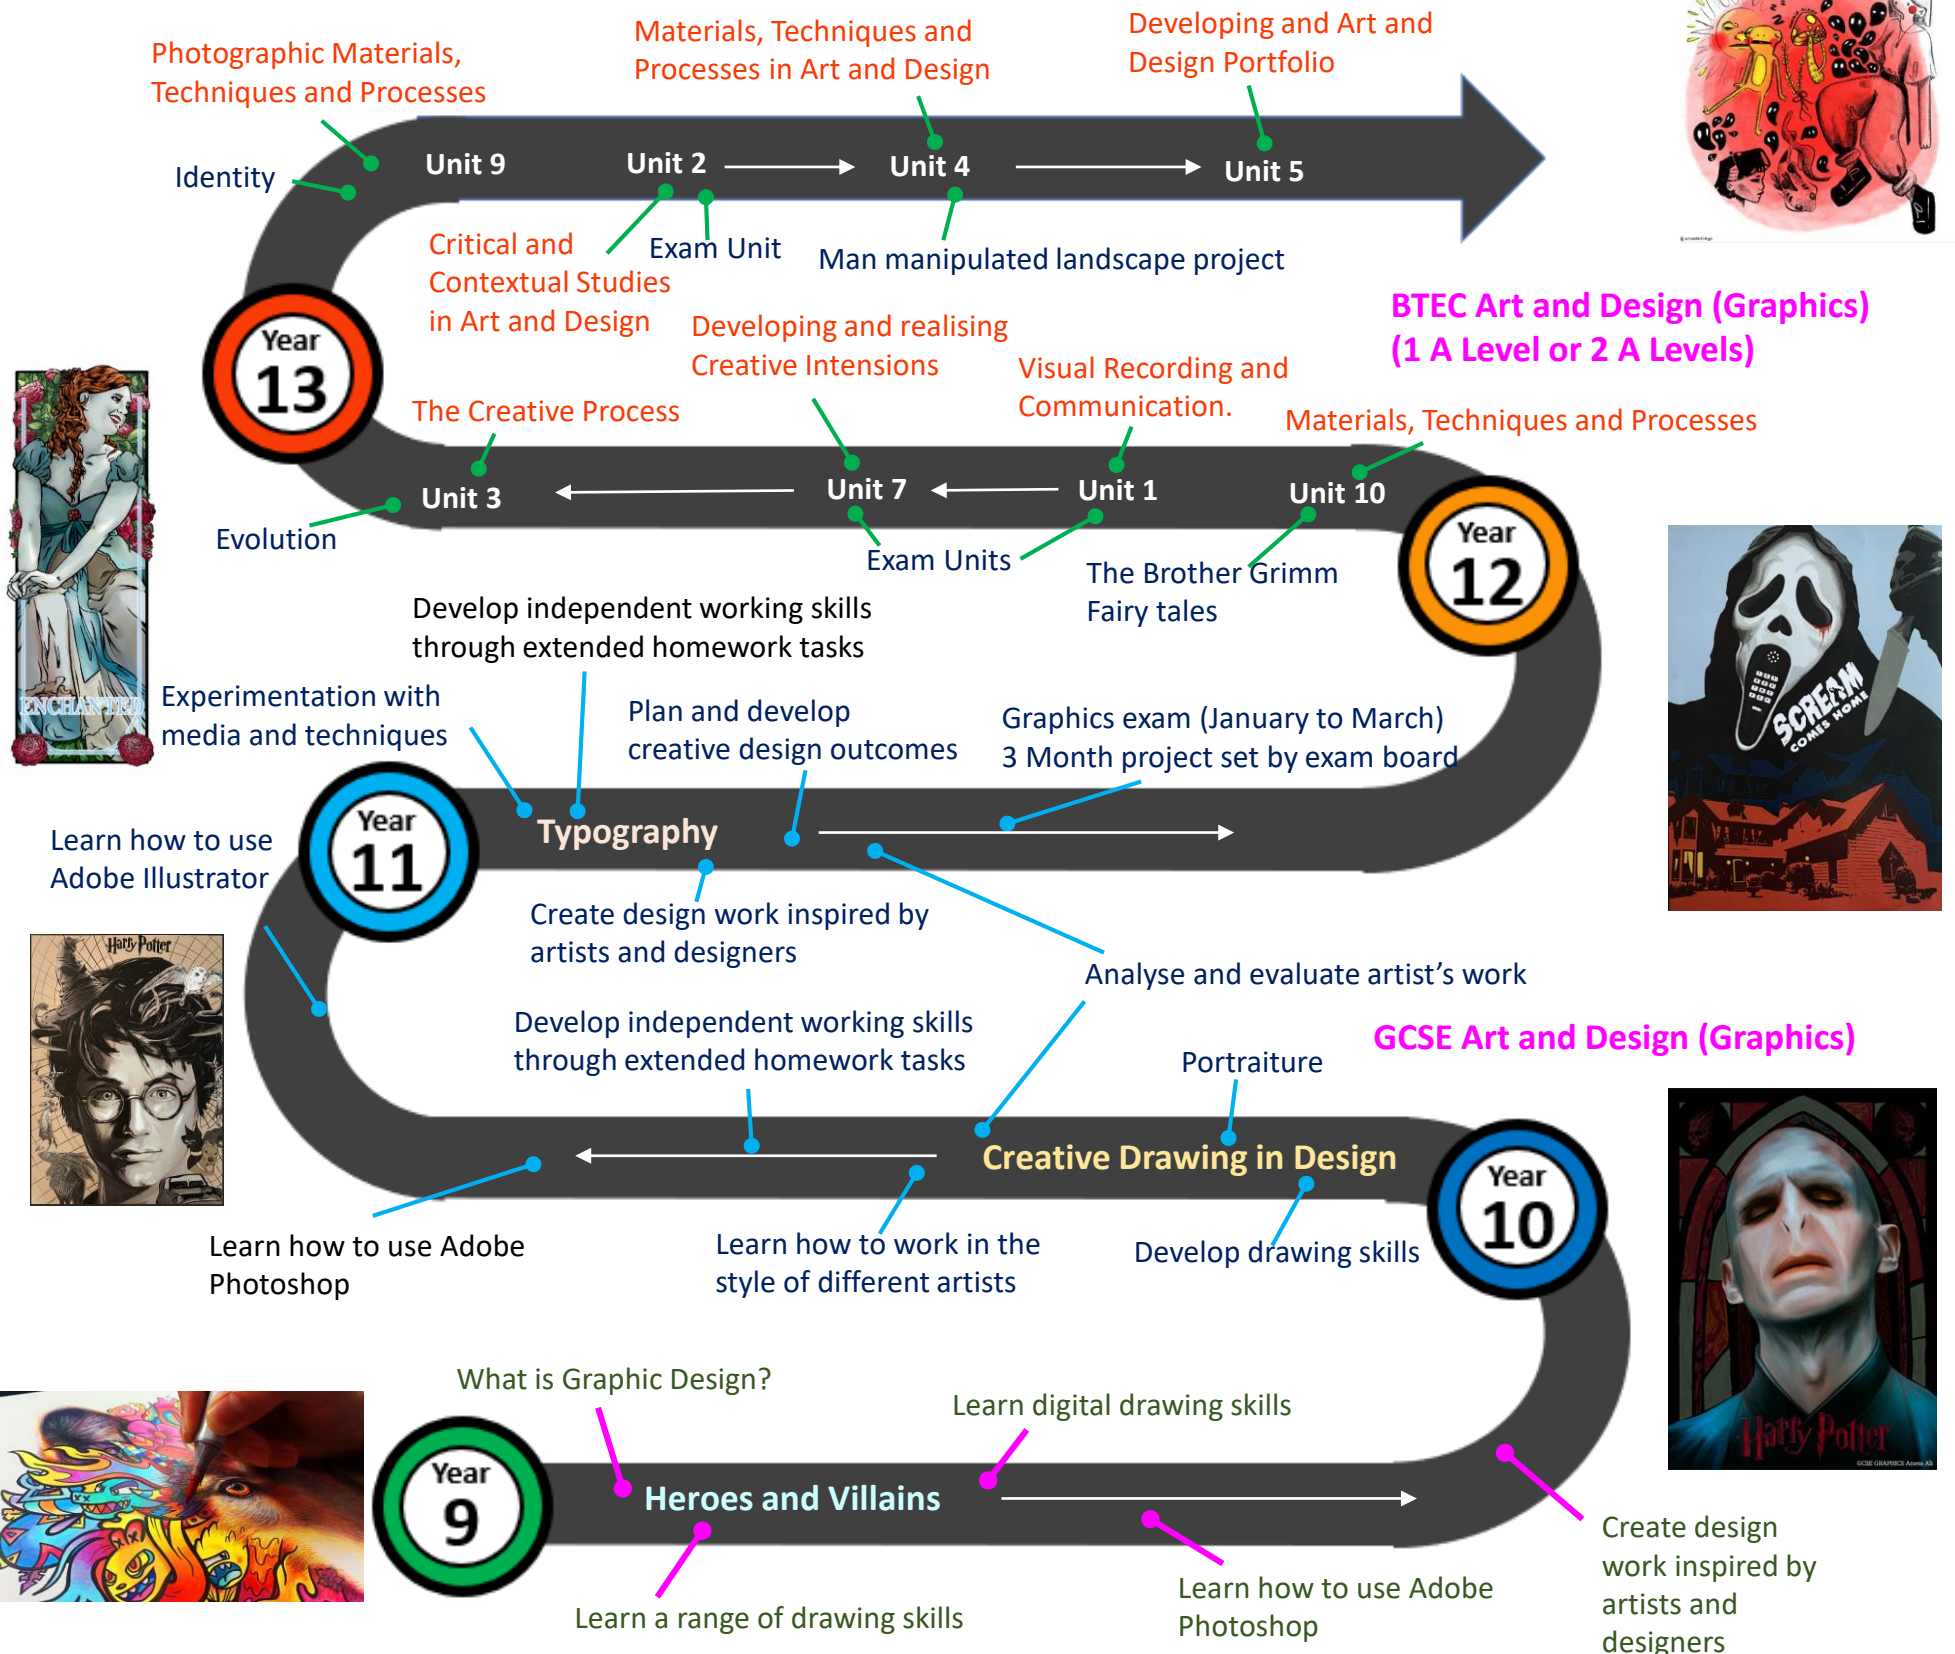 Photographic Materials,
Techniques and Processes
Materials, Techniques and
Processes in Art and Design
Developing and Art and
Design Portfolio
Identity
Unit 9
Unit 2
Unit 4
Unit 5
Critical and
Contextual Studies
in Art and Design
Exam Unit
Man manipulated landscape project
BTEC Art and Design (Graphics)
(1 A Level or 2 A Levels)
Year
13
Developing and realising
Creative Intensions
Visual Recording and
Communication.
The Creative Process
Materials, Techniques and Processes
Unit 3
Unit 7
Unit 1
Unit 10
Evolution
Exam Units
The Brother Grimm
Fairy tales
Year
12
ENCHANTED
SCREAM
COMES HOME
Develop independent working skills
through extended homework tasks
Experimentation with
media and techniques
Plan and develop
creative design outcomes
Graphics exam (January to March)
3 Month project set by exam board
Year
11
Typography
Learn how to use
Adobe Illustrator
Create design work inspired by
artists and designers
Analyse and evaluate artist's work
Harry Potter
Develop independent working skills
through extended homework tasks
Portraiture
GCSE Art and Design (Graphics)
Creative Drawing in Design
Year
10
Learn how to use Adobe
Photoshop
Learn how to work in the
style of different artists
Develop drawing skills
Harry Potter
GCSE GRAPHICS Anesa Ali
What is Graphic Design?
Learn digital drawing skills
Year
9
Heroes and Villains
Learn a range of drawing skills
Learn how to use Adobe
Photoshop
Create design
work inspired by
artists and
designers